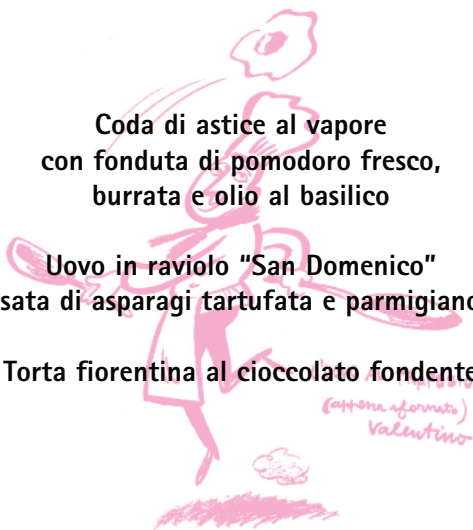 Coda di astice al vapore
con fonduta di pomodoro fresco,
burrata e olio al basilico
Uovo in raviolo “San Domenico”
sata di asparagi tartufata e parmigiano
Torta fiorentina al cioccolato fondente
(appena sfornato)
Valentino